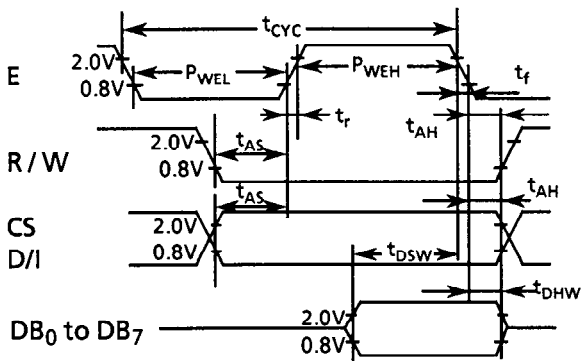 tCYC
E
2.0V
0.8V
PWEL
PWEH
tf
tr
tAH
R / W
2.0V
0.8V
tAS
tAS
tAH
CS
D/I
2.0V
0.8V
tDSW
tDHW
DB0 to DB7
2.0V
0.8V